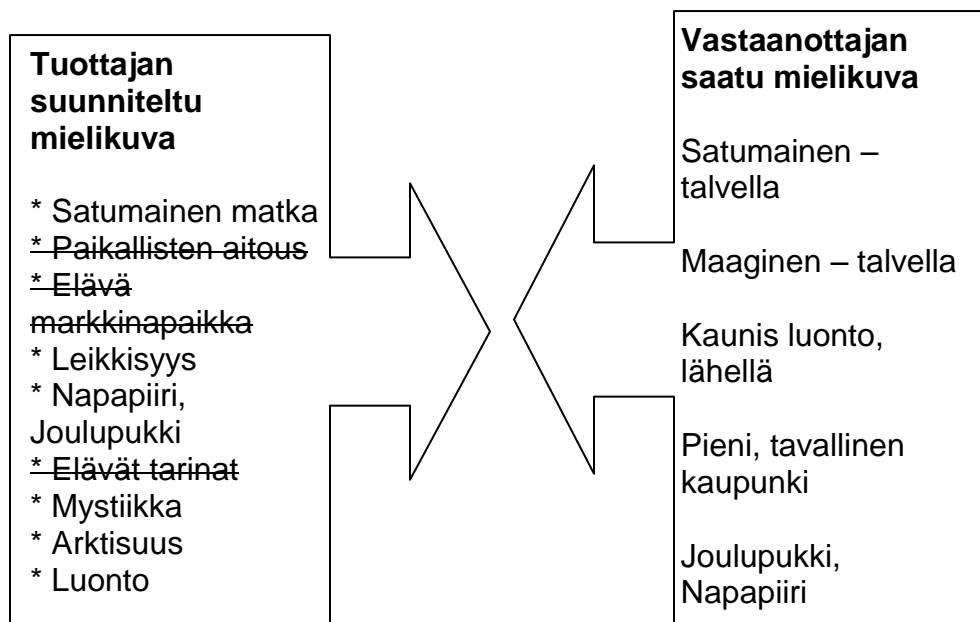 Tuottajan
suunniteltu
mielikuva
* Satumainen matka
* Paikallisten aitous
* Elävä
markkinapaikka
* Leikkisyys
* Napapiiri,
Joulupukki
* Elävät tarinat
* Mystiikka
* Arktisuus
* Luonto
Vastaanottajan
saatu mielikuva
Satumainen –
talvella
Maaginen – talvella
Kaunis luonto,
lähellä
Pieni, tavallinen
kaupunki
Joulupukki,
Napapiiri